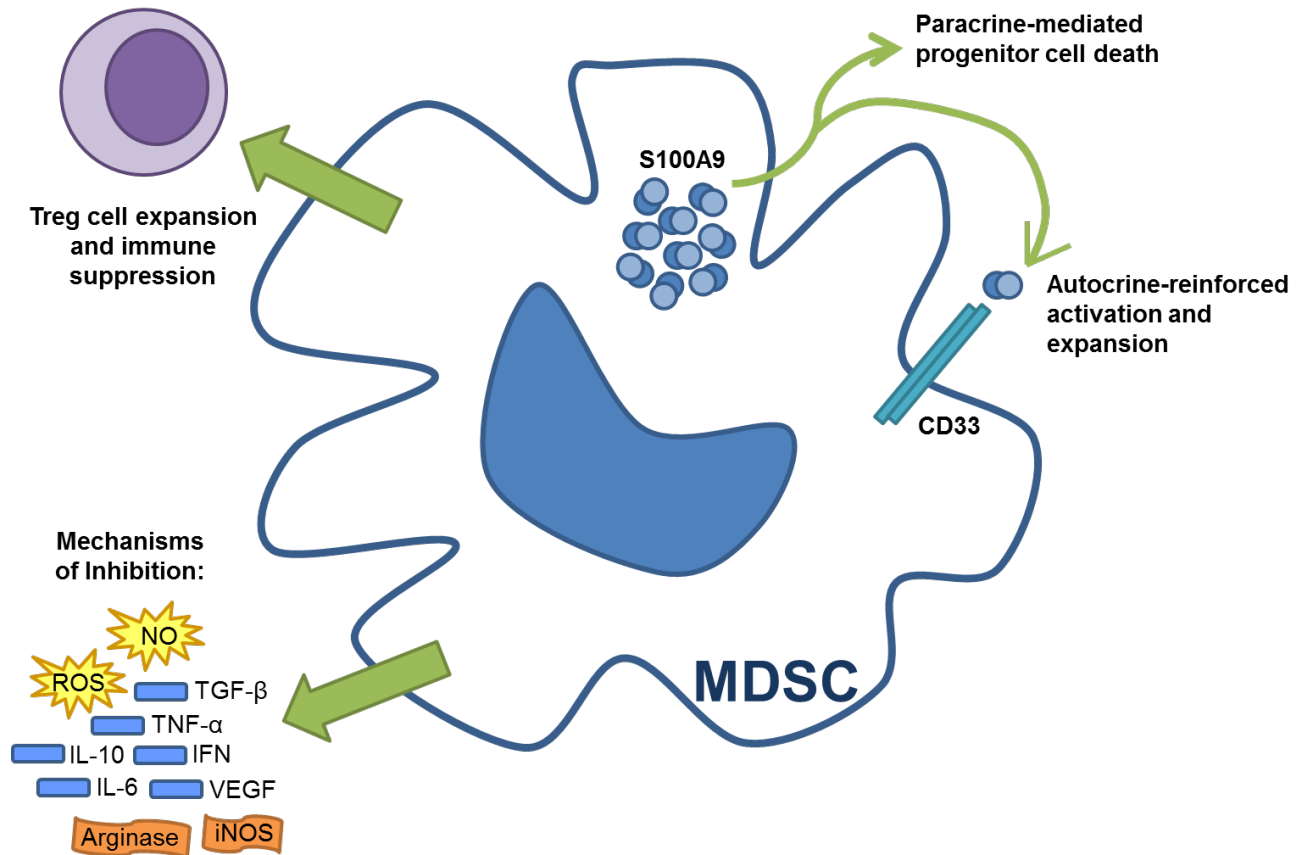 Paracrine-mediated
progenitor cell death
S100A9
Treg cell expansion
and immune
suppression
Autocrine-reinforced
activation and
expansion
CD33
Mechanisms
of Inhibition:
NO
ROS
TGF-β
TNF-α
IL-10
IFN
IL-6
VEGF
Arginase
iNOS
MDSC